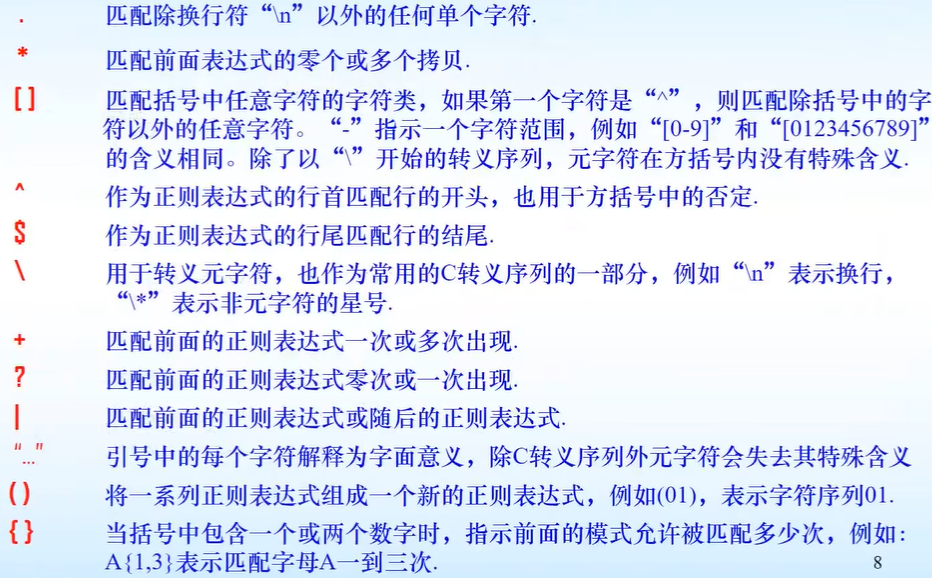 . 匹配除换行符“\n”以外的任何单个字符.
* 匹配前面表达式的零个或多个拷贝.
[ ] 匹配括号中任意字符的字符类，如果第一个字符是“^”，则匹配除括号中的字
符以外的任意字符。“-”指示一个字符范围，例如“[0-9]”和“[0123456789]”
的含义相同。除了以“\”开始的转义序列，元字符在方括号内没有特殊含义.
^ 作为正则表达式的行首匹配行的开头，也用于方括号中的否定.
$ 作为正则表达式的行尾匹配行的结尾.
\ 用于转义元字符，也作为常用的C转义序列的一部分，例如“\n”表示换行，
“\*”表示非元字符的星号.
+ 匹配前面的正则表达式一次或多次出现.
? 匹配前面的正则表达式零次或一次出现.
| 匹配前面的正则表达式或随后的正则表达式.
“…” 引号中的每个字符解释为字面意义，除C转义序列外元字符会失去其特殊含义
( ) 将一系列正则表达式组成一个新的正则表达式，例如(01)，表示字符序列01.
{ } 当括号中包含一个或两个数字时，指示前面的模式允许被匹配多少次，例如：
A{1,3}表示匹配字母A一到三次.
8